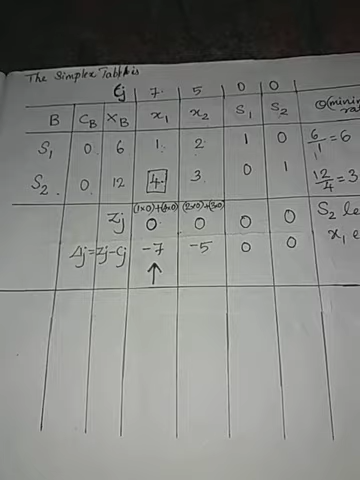 The Simplex Table is
Cj 7 5 0 0
B CB XB x1 x2 S1 S2 θ(mini
S1 0 6 1 2 1 0 6/1 = 6
S2 0 12 4 3 0 1 12/4 = 3
(1×0)+(4×0) (2×0)+(3×0)
Zj 0 0 0 0 S2 le
Δj=Zj-Cj -7 -5 0 0 x1 e
↑